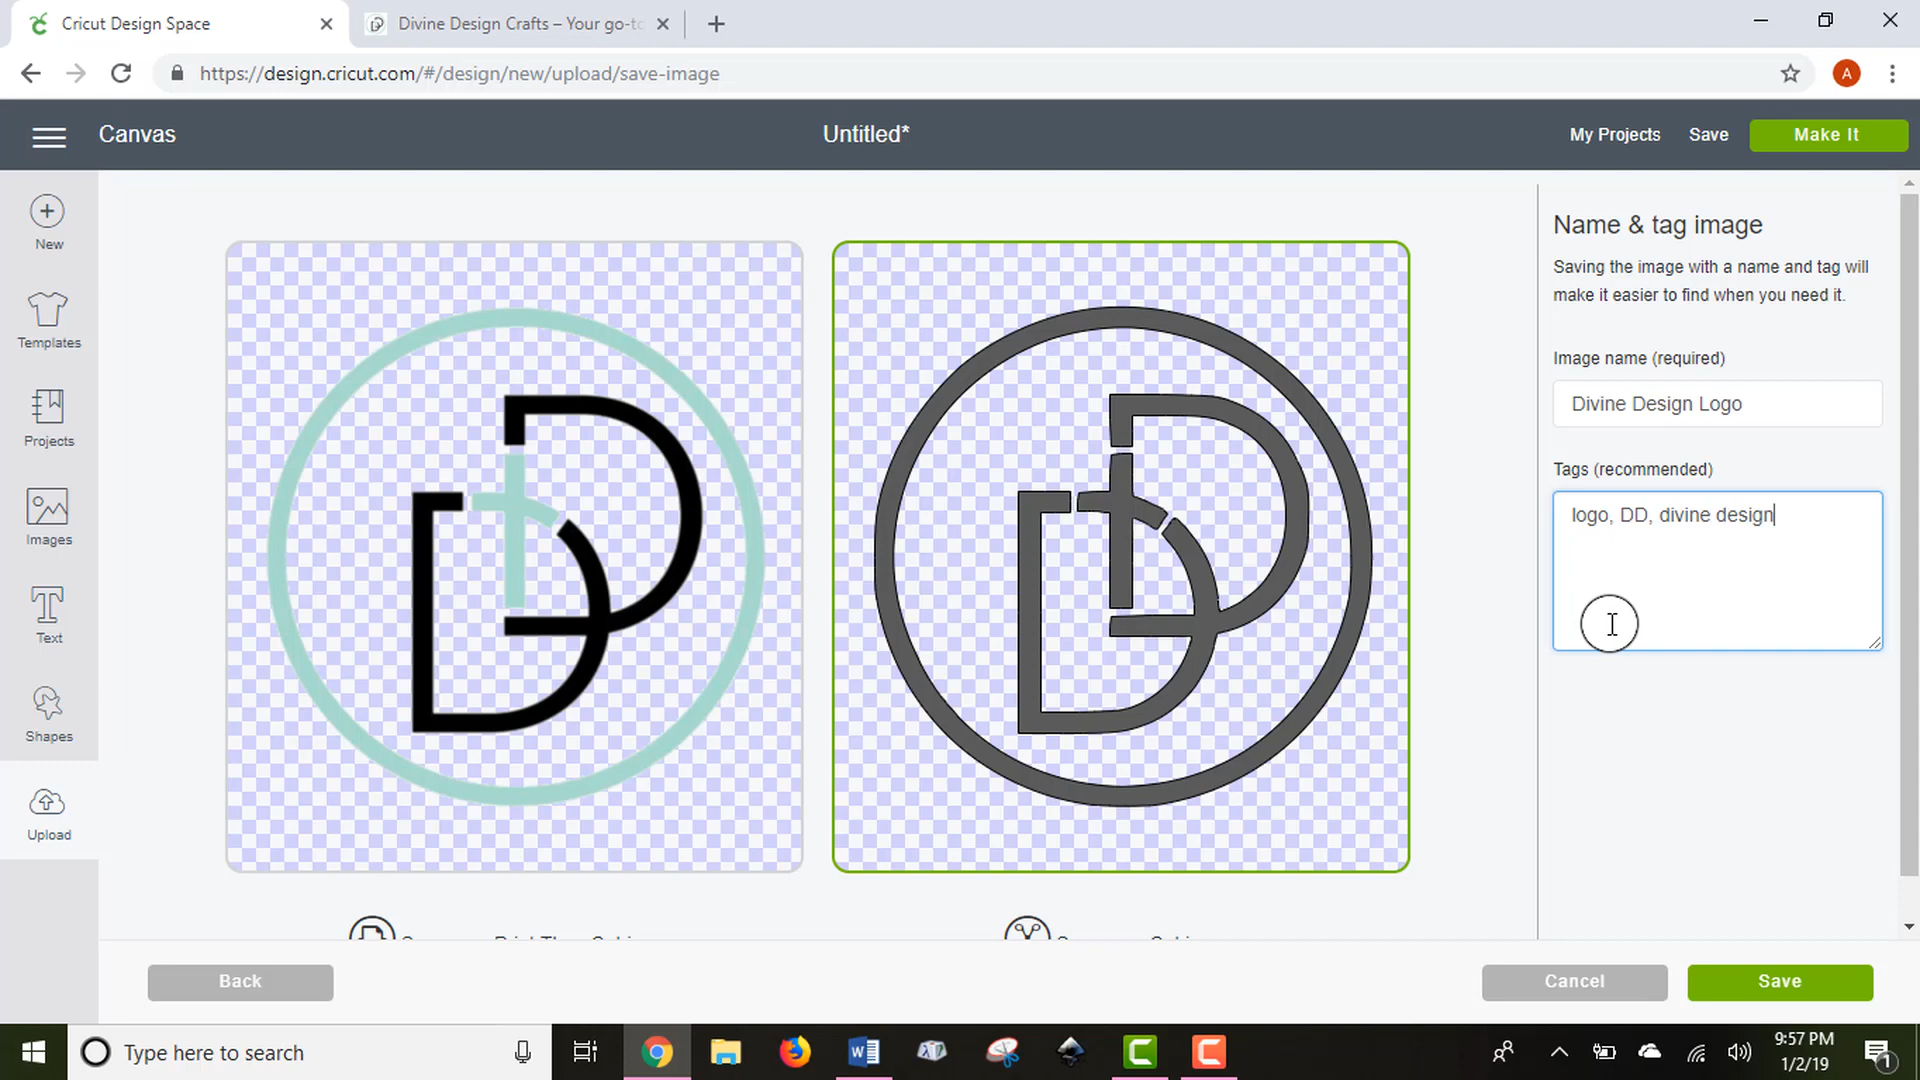 Cricut Design Space
Divine Design Crafts – Your go-to
https://design.cricut.com/#/design/new/upload/save-image
A
Canvas
Untitled*
My Projects
Save
Make It
New
Templates
Projects
Images
Text
Shapes
Upload
Name & tag image
Saving the image with a name and tag will
make it easier to find when you need it.
Image name (required)
Divine Design Logo
Tags (recommended)
logo, DD, divine design
Back
Cancel
Save
Type here to search
9:57 PM
1/2/19
1